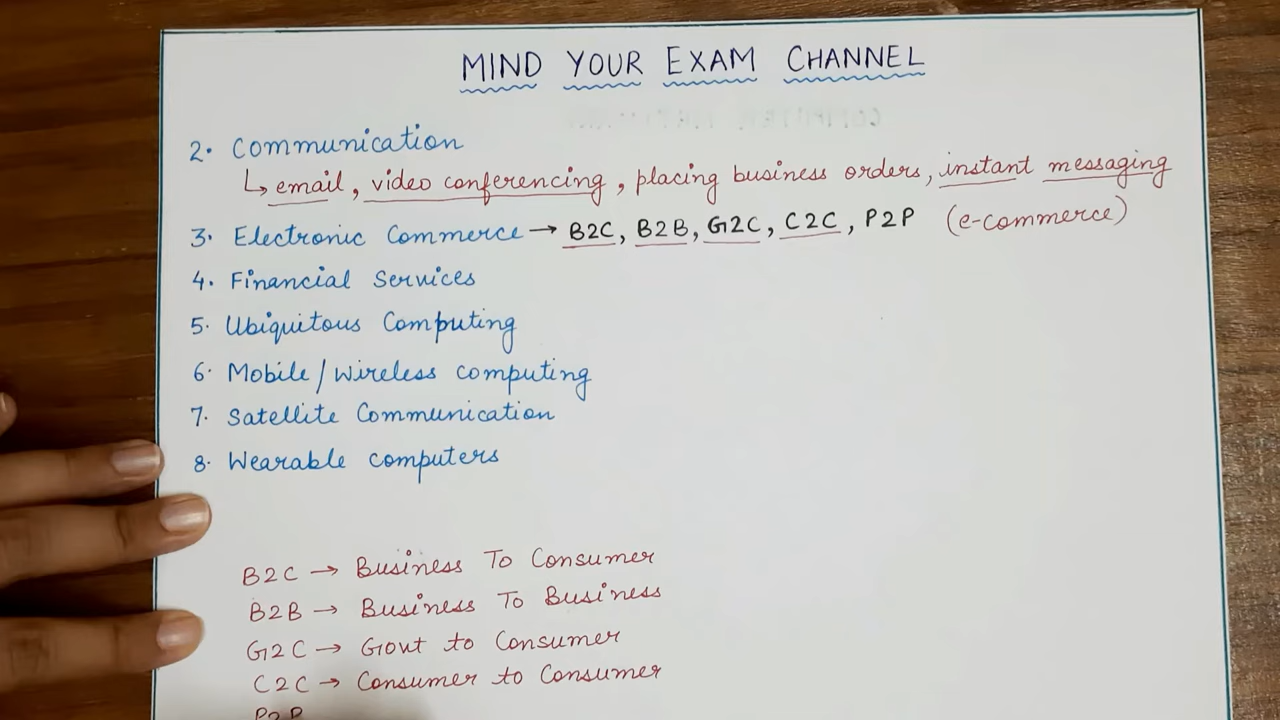 MIND YOUR EXAM CHANNEL
2. Communication
↳ email, video conferencing, placing business orders, instant messaging
3. Electronic Commerce → B2C, B2B, G2C, C2C, P2P (e-commerce)
4. Financial Services
5. Ubiquitous Computing
6. Mobile/wireless computing
7. Satellite Communication
8. Wearable computers
B2C → Business To Consumer
B2B → Business To Business
G2C → Govt to Consumer
C2C → Consumer to Consumer
P2P